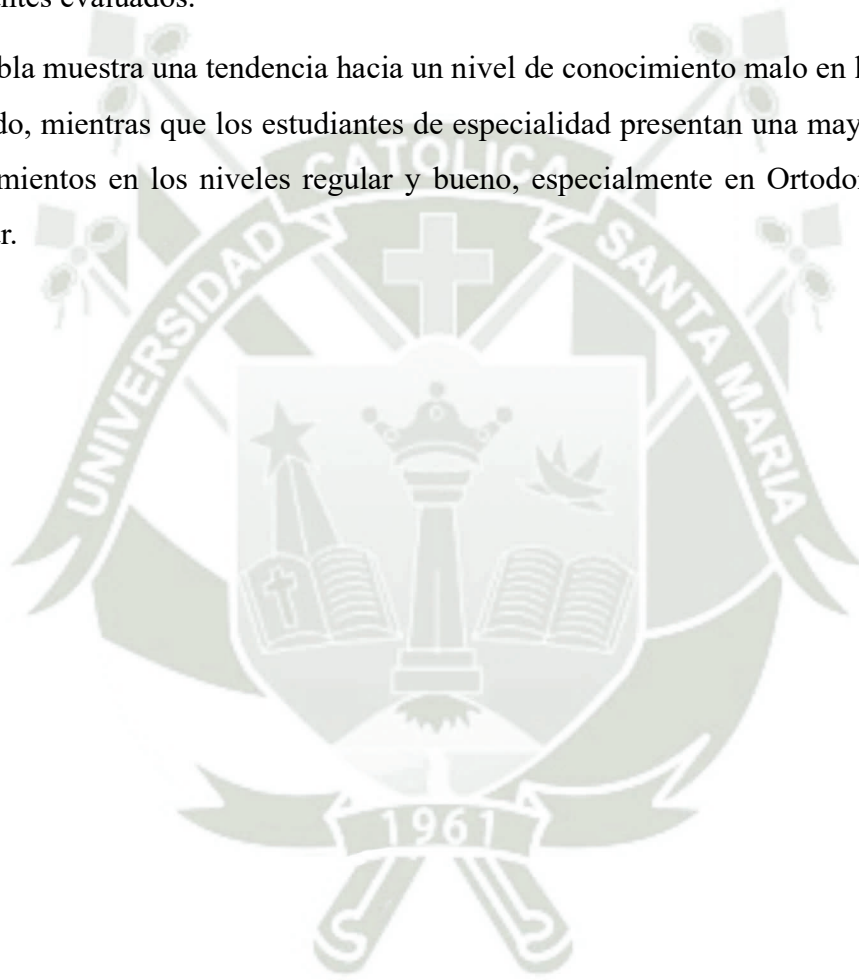 ntes evaluados.
bla muestra una tendencia hacia un nivel de conocimiento malo en l
do, mientras que los estudiantes de especialidad presentan una may
mientos en los niveles regular y bueno, especialmente en Ortodo
r.
CATOLICA
UNIVERSIDAD
SANTA MARIA
1961